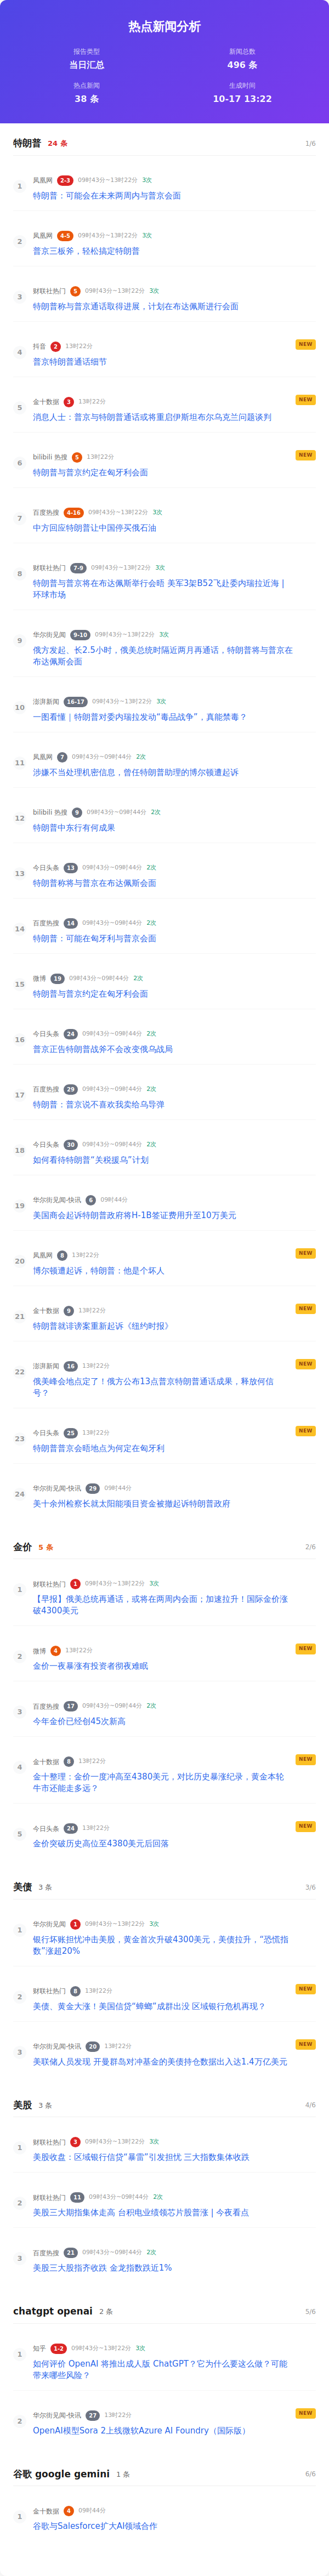 热点新闻分析
报告类型
当日汇总
新闻总数
496 条
热点新闻
38 条
生成时间
10-17 13:22
特朗普 24 条 1/6
1
凤凰网 2-3 09时43分~13时22分 3次
特朗普：可能会在未来两周内与普京会面
2
凤凰网 4-5 09时43分~13时22分 3次
普京三板斧，轻松搞定特朗普
3
财联社热门 5 09时43分~13时22分 3次
特朗普称与普京通话取得进展，计划在布达佩斯进行会面
4
抖音 2 13时22分 NEW
普京特朗普通话细节
5
金十数据 3 13时22分 NEW
消息人士：普京与特朗普通话或将重启伊斯坦布尔乌克兰问题谈判
6
bilibili 热搜 5 13时22分 NEW
特朗普与普京约定在匈牙利会面
7
百度热搜 4-16 09时43分~13时22分 3次
中方回应特朗普让中国停买俄石油
8
财联社热门 7-9 09时43分~13时22分 3次
特朗普与普京将在布达佩斯举行会晤 美军3架B52飞赴委内瑞拉近海 |
环球市场
9
华尔街见闻 9-10 09时43分~13时22分 3次
俄方发起、长2.5小时，俄美总统时隔近两月再通话，特朗普将与普京在
布达佩斯会面
10
澎湃新闻 16-17 09时43分~13时22分 3次
一图看懂｜特朗普对委内瑞拉发动“毒品战争”，真能禁毒？
11
凤凰网 7 09时43分~09时44分 2次
涉嫌不当处理机密信息，曾任特朗普助理的博尔顿遭起诉
12
bilibili 热搜 9 09时43分~09时44分 2次
特朗普中东行有何成果
13
今日头条 13 09时43分~09时44分 2次
特朗普称将与普京在布达佩斯会面
14
百度热搜 14 09时43分~09时44分 2次
特朗普：可能在匈牙利与普京会面
15
微博 19 09时43分~09时44分 2次
特朗普与普京约定在匈牙利会面
16
今日头条 24 09时43分~09时44分 2次
普京正告特朗普战斧不会改变俄乌战局
17
百度热搜 29 09时43分~09时44分 2次
特朗普：普京说不喜欢我卖给乌导弹
18
今日头条 30 09时43分~09时44分 2次
如何看待特朗普“关税援乌”计划
19
华尔街见闻-快讯 6 09时44分
美国商会起诉特朗普政府将H-1B签证费用升至10万美元
20
凤凰网 8 13时22分 NEW
博尔顿遭起诉，特朗普：他是个坏人
21
金十数据 9 13时22分 NEW
特朗普就诽谤案重新起诉《纽约时报》
22
澎湃新闻 16 13时22分 NEW
俄美峰会地点定了！俄方公布13点普京特朗普通话成果，释放何信
号？
23
今日头条 25 13时22分 NEW
特朗普普京会晤地点为何定在匈牙利
24
华尔街见闻-快讯 29 09时44分
美十余州检察长就太阳能项目资金被撤起诉特朗普政府
金价 5 条 2/6
1
财联社热门 1 09时43分~13时22分 3次
【早报】俄美总统再通话，或将在两周内会面；加速拉升！国际金价涨
破4300美元
2
微博 4 13时22分 NEW
金价一夜暴涨有投资者彻夜难眠
3
百度热搜 17 09时43分~09时44分 2次
今年金价已经创45次新高
4
金十数据 8 13时22分 NEW
金十整理：金价一度冲高至4380美元，对比历史暴涨纪录，黄金本轮
牛市还能走多远？
5
今日头条 24 13时22分 NEW
金价突破历史高位至4380美元后回落
美债 3 条 3/6
1
华尔街见闻 1 09时43分~13时22分 3次
银行坏账担忧冲击美股，黄金首次升破4300美元，美债拉升，“恐慌指
数”涨超20%
2
财联社热门 8 13时22分 NEW
美债、黄金大涨！美国信贷“蟑螂”成群出没 区域银行危机再现？
3
华尔街见闻-快讯 20 13时22分 NEW
美联储人员发现 开曼群岛对冲基金的美债持仓数据出入达1.4万亿美元
美股 3 条 4/6
1
财联社热门 3 09时43分~13时22分 3次
美股收盘：区域银行信贷“暴雷”引发担忧 三大指数集体收跌
2
财联社热门 11 09时43分~09时44分 2次
美股三大期指集体走高 台积电业绩领芯片股普涨 | 今夜看点
3
百度热搜 21 09时43分~09时44分 2次
美股三大股指齐收跌 金龙指数跌近1%
chatgpt openai 2 条 5/6
1
知乎 1-2 09时43分~13时22分 3次
如何评价 OpenAI 将推出成人版 ChatGPT？它为什么要这么做？可能
带来哪些风险？
2
华尔街见闻-快讯 27 13时22分 NEW
OpenAI模型Sora 2上线微软Azure AI Foundry（国际版）
谷歌 google gemini 1 条 6/6
1
金十数据 4 09时44分
谷歌与Salesforce扩大AI领域合作